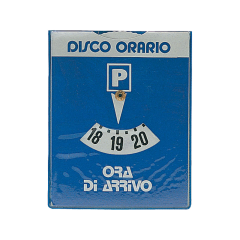 DISCO ORARIO
P
18 19 20
ORA
DI ARRIVO